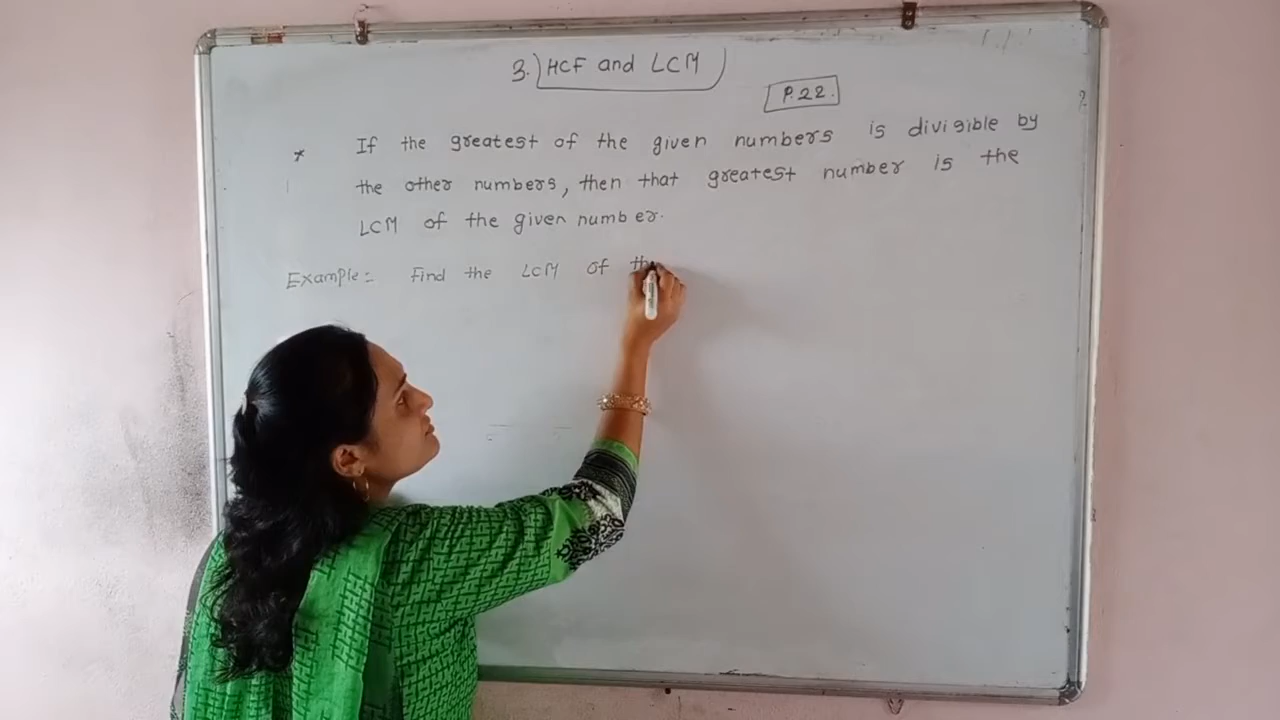 3. HCF and LCM
P.22.
* If the greatest of the given numbers is divisible by
the other numbers, then that greatest number is the
LCM of the given number.
Example:- Find the LCM of th